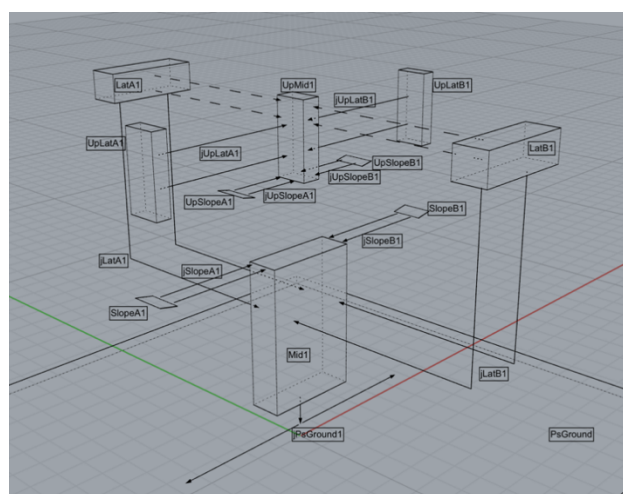 LatA1
UpMid1
jUpLatB1
UpLatB1
UpLatA1
LatB1
jUpLatA1
UpSlopeB1
jUpSlopeB1
UpSlopeA1
jUpSlopeA1
SlopeB1
jSlopeB1
jLatA1
jSlopeA1
SlopeA1
Mid1
jLatB1
jPsGround1
PsGround